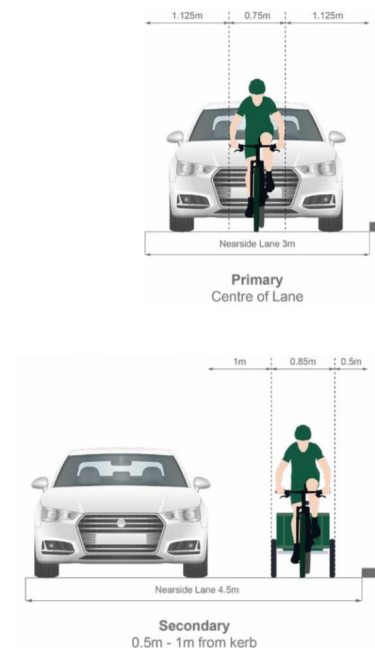 1.125m 0.75m 1.125m
Nearside Lane 3m
Primary
Centre of Lane
1m 0.85m 0.5m
Nearside Lane 4.5m
Secondary
0.5m - 1m from kerb